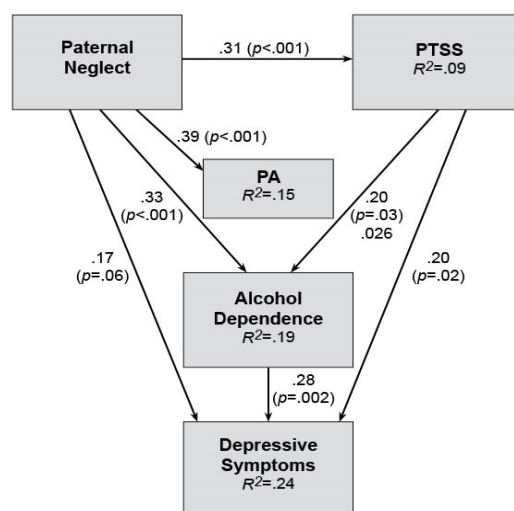 Paternal
Neglect
.31 (p<.001)
PTSS
R²=.09
.39 (p<.001)
PA
R²=.15
.33
(p<.001)
.20
(p=.03)
.026
.17
(p=.06)
.20
(p=.02)
Alcohol
Dependence
R²=.19
.28
(p=.002)
Depressive
Symptoms
R²=.24